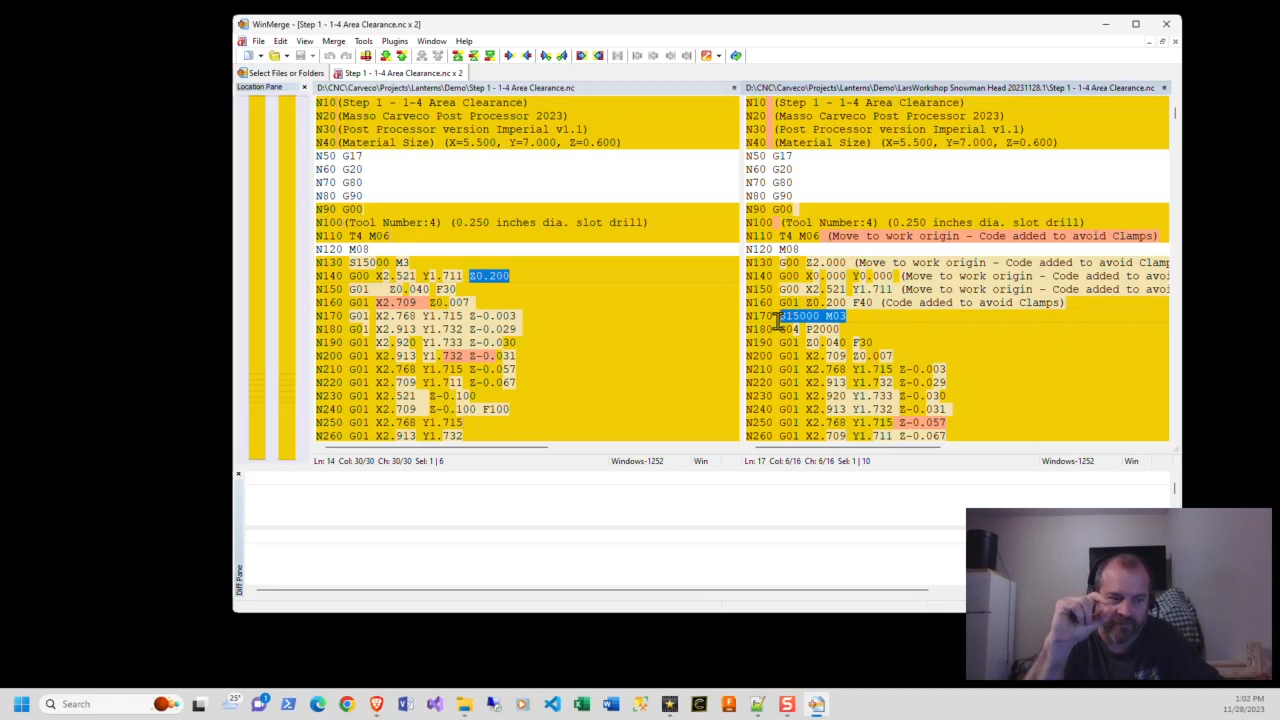 WinMerge - [Step 1 - 1-4 Area Clearance.nc x 2]
File Edit View Merge Tools Plugins Window Help
Select Files or Folders Step 1 - 1-4 Area Clearance.nc x 2
Location Pane
D:\CNC\Carveco\Projects\Lanterns\Demo\Step 1 - 1-4 Area Clearance.nc
N10(Step 1 - 1-4 Area Clearance)
N20(Masso Carveco Post Processor 2023)
N30(Post Processor version Imperial v1.1)
N40(Material Size) (X=5.500, Y=7.000, Z=0.600)
N50 G17
N60 G20
N70 G80
N80 G90
N90 G00
N100(Tool Number:4) (0.250 inches dia. slot drill)
N110 T4 M06
N120 M08
N130 S15000 M3
N140 G00 X2.521 Y1.711 Z0.200
N150 G01 Z0.040 F30
N160 G01 X2.709 Z0.007
N170 G01 X2.768 Y1.715 Z-0.003
N180 G01 X2.913 Y1.732 Z-0.029
N190 G01 X2.920 Y1.733 Z-0.030
N200 G01 X2.913 Y1.732 Z-0.031
N210 G01 X2.768 Y1.715 Z-0.057
N220 G01 X2.709 Y1.711 Z-0.067
N230 G01 X2.521 Z-0.100
N240 G01 X2.709 Z-0.100 F100
N250 G01 X2.768 Y1.715
N260 G01 X2.913 Y1.732
Ln: 14 Col: 30/30 Ch: 30/30 Sel: 1 | 6 Windows-1252 Win
D:\CNC\Carveco\Projects\Lanterns\Demo\LarsWorkshop Snowman Head 20231128.1\Step 1 - 1-4 Area Clearance.nc
N10 (Step 1 - 1-4 Area Clearance)
N20 (Masso Carveco Post Processor 2023)
N30 (Post Processor version Imperial v1.1)
N40 (Material Size) (X=5.500, Y=7.000, Z=0.600)
N50 G17
N60 G20
N70 G80
N80 G90
N90 G00
N100 (Tool Number:4) (0.250 inches dia. slot drill)
N110 T4 M06 (Move to work origin - Code added to avoid Clamps)
N120 M08
N130 G00 Z2.000 (Move to work origin - Code added to avoid Clamp
N140 G00 X0.000 Y0.000 (Move to work origin - Code added to avoi
N150 G00 X2.521 Y1.711 (Move to work origin - Code added to avoi
N160 G01 Z0.200 F40 (Code added to avoid Clamps)
N170 S15000 M03
N180 G04 P2000
N190 G01 Z0.040 F30
N200 G01 X2.709 Z0.007
N210 G01 X2.768 Y1.715 Z-0.003
N220 G01 X2.913 Y1.732 Z-0.029
N230 G01 X2.920 Y1.733 Z-0.030
N240 G01 X2.913 Y1.732 Z-0.031
N250 G01 X2.768 Y1.715 Z-0.057
N260 G01 X2.709 Y1.711 Z-0.067
Ln: 17 Col: 6/16 Ch: 6/16 Sel: 1 | 10 Windows-1252 Win
Diff Pane
Search
25°
1
1:02 PM
11/28/2023